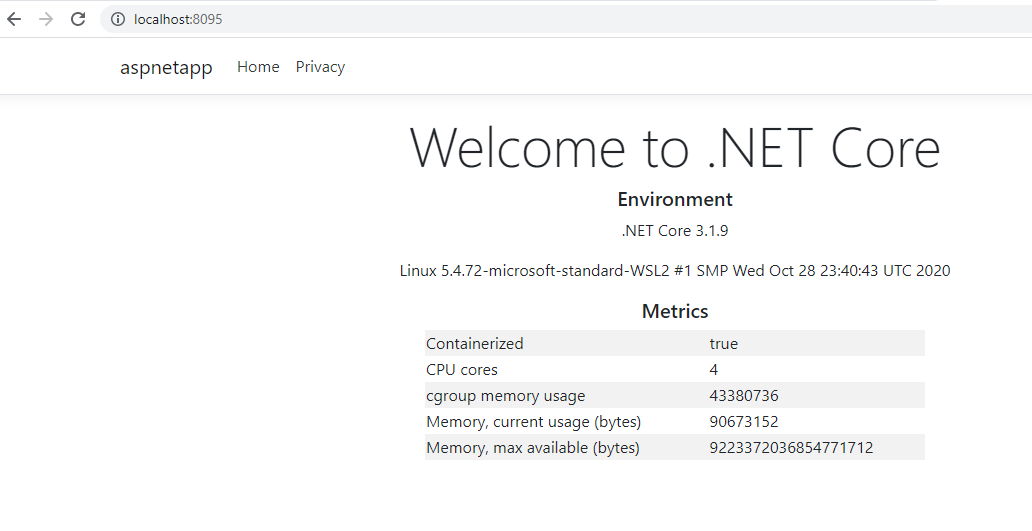 localhost:8095
aspnetapp Home Privacy
Welcome to .NET Core
Environment
.NET Core 3.1.9
Linux 5.4.72-microsoft-standard-WSL2 #1 SMP Wed Oct 28 23:40:43 UTC 2020
Metrics
Containerized true
CPU cores 4
cgroup memory usage 43380736
Memory, current usage (bytes) 90673152
Memory, max available (bytes) 9223372036854771712